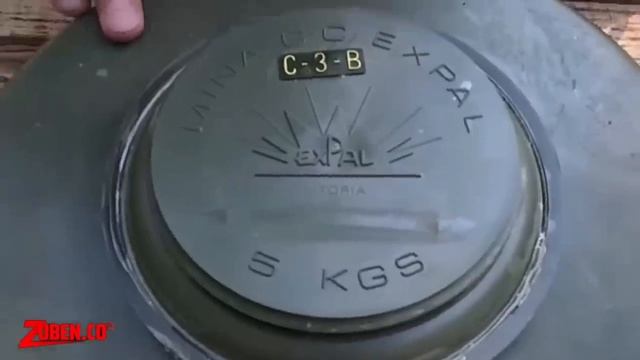 MINA C.C. EXPAL
C-3-B
EXPAL
VITORIA
5 KGS
ZOBEN.CO